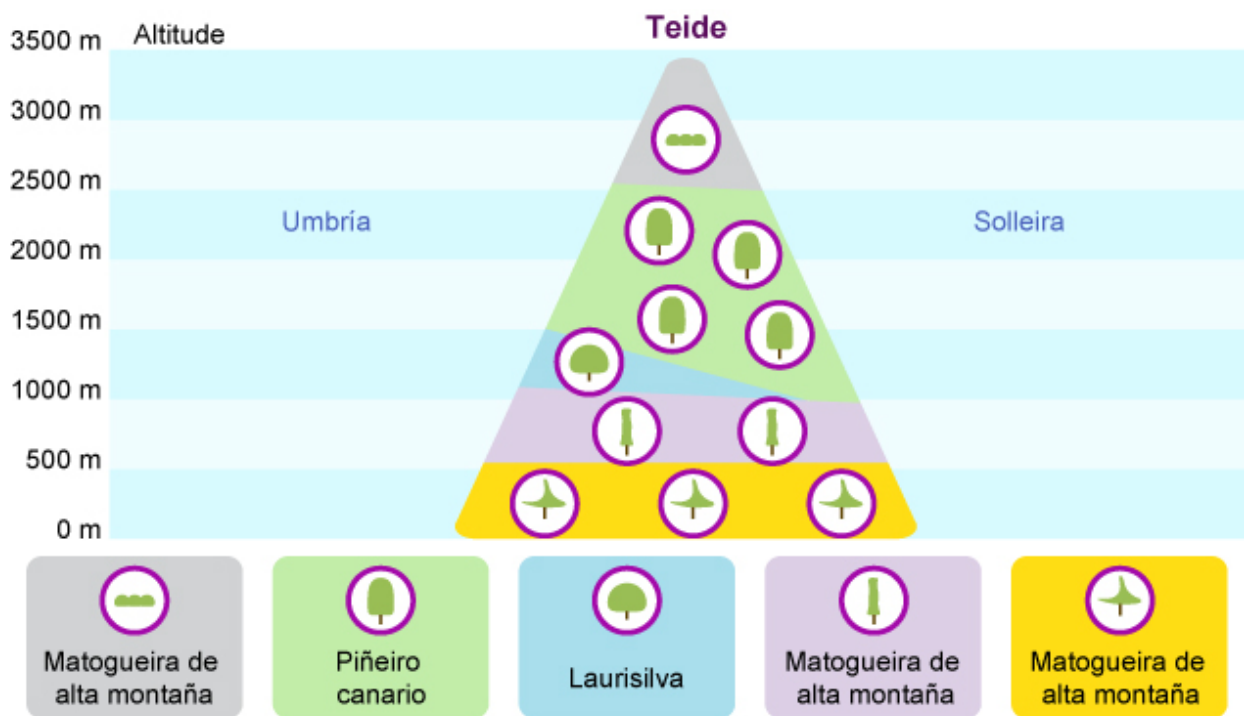 Teide
3500 m Altitude
3000 m
2500 m
Umbría Solleira
2000 m
1500 m
1000 m
500 m
0 m
Matogueira de
alta montaña
Piñeiro
canario
Laurisilva
Matogueira de
alta montaña
Matogueira de
alta montaña